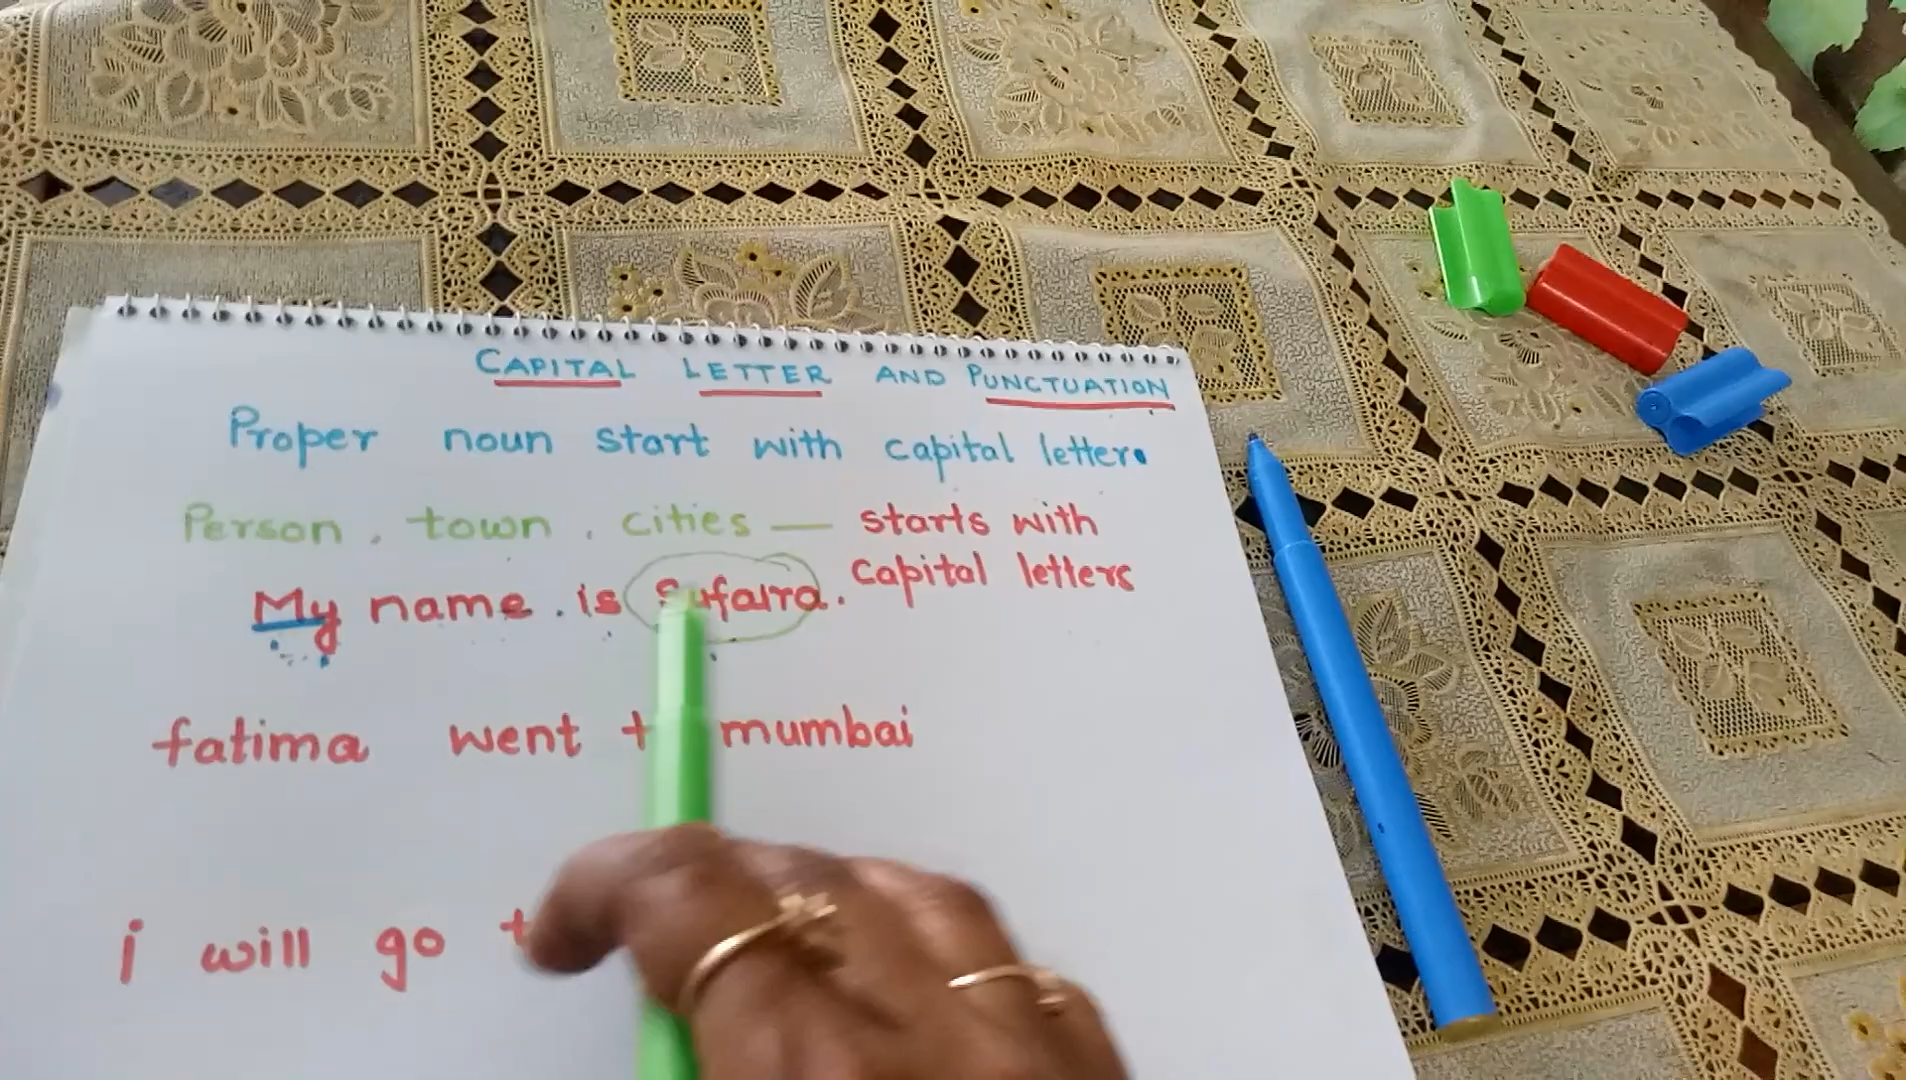 CAPITAL LETTER AND PUNCTUATION
Proper noun start with capital letter.
Person, town, cities — starts with
capital letters
My name is Sufaira.
fatima went mumbai
i will go